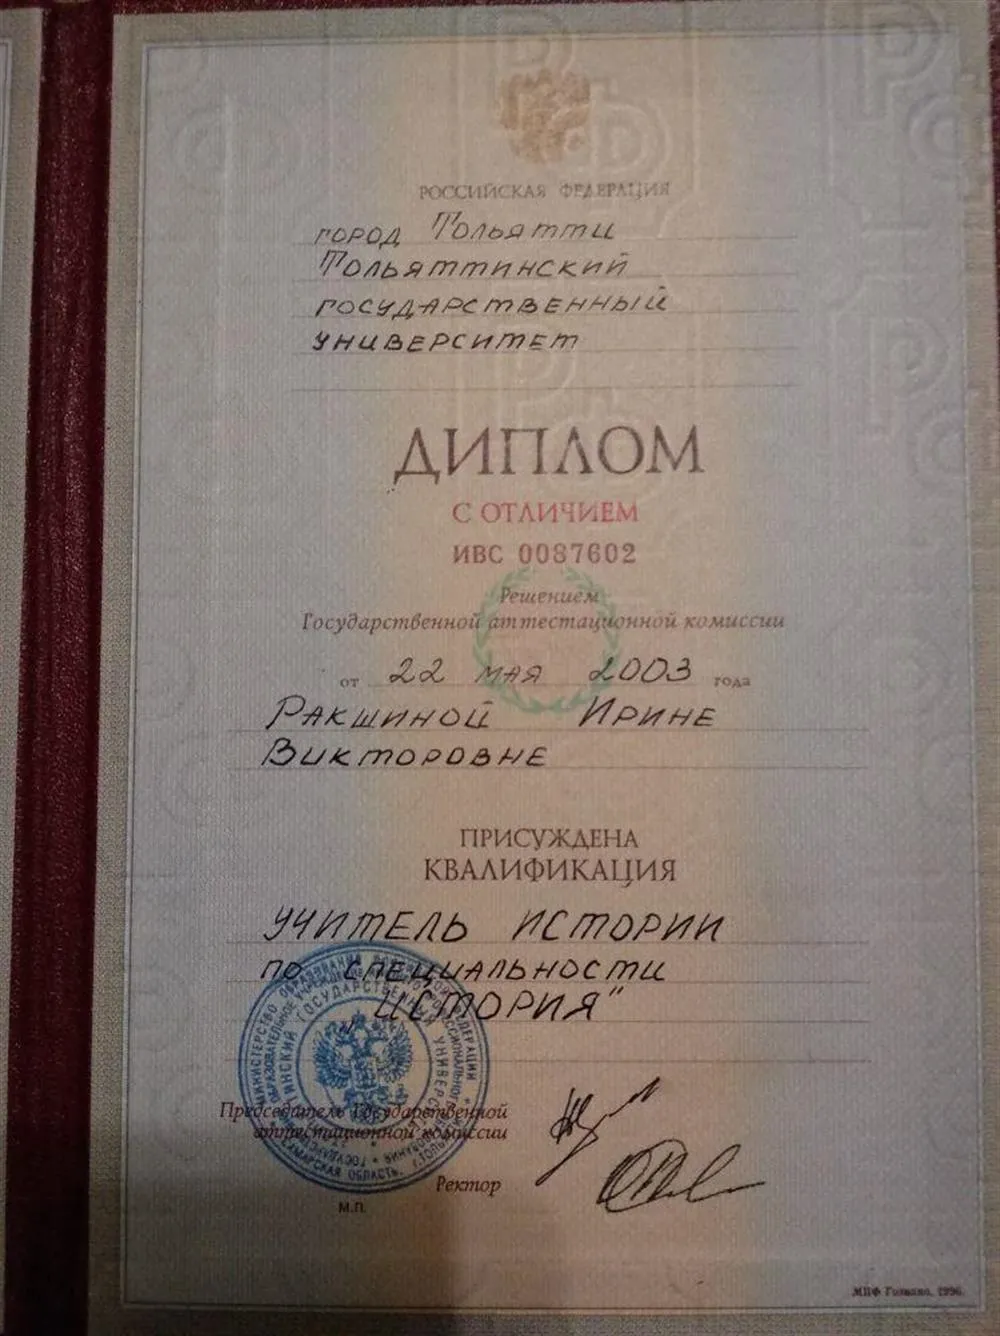 РОССИЙСКАЯ ФЕДЕРАЦИЯ
город Тольятти
Тольяттинский
государственный
университет
ДИПЛОМ
С ОТЛИЧИЕМ
ИВС 0087602
Решением
Государственной аттестационной комиссии
от 22 мая 2003 года
Ракшиной Ирине
Викторовне
ПРИСУЖДЕНА
КВАЛИФИКАЦИЯ
учитель истории
по специальности
„История"
Председатель Государственной
аттестационной комиссии
Ректор
М.П.
МПФ Гознака. 1996.